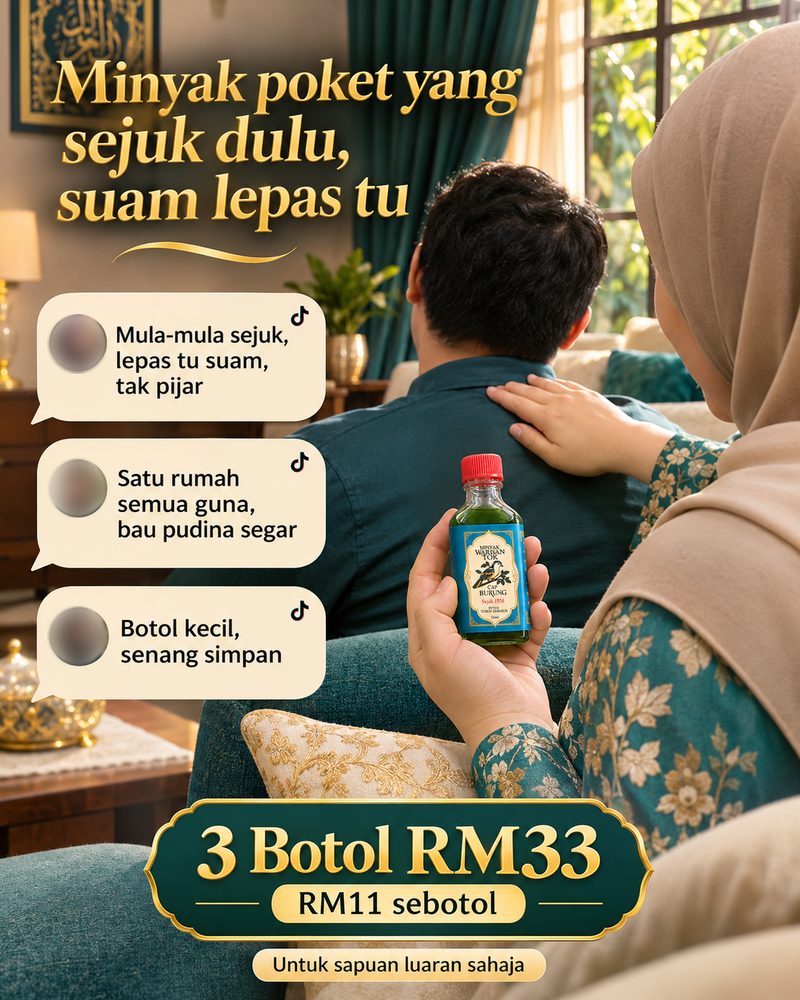 Minyak poket yang
sejuk dulu,
suam lepas tu
Mula-mula sejuk,
lepas tu suam,
tak pijar
Satu rumah
semua guna,
bau pudina segar
Botol kecil,
senang simpan
MINYAK
WARISAN
TOK
CAP
BURUNG
Sejak 1956
3 Botol RM33
RM11 sebotol
Untuk sapuan luaran sahaja